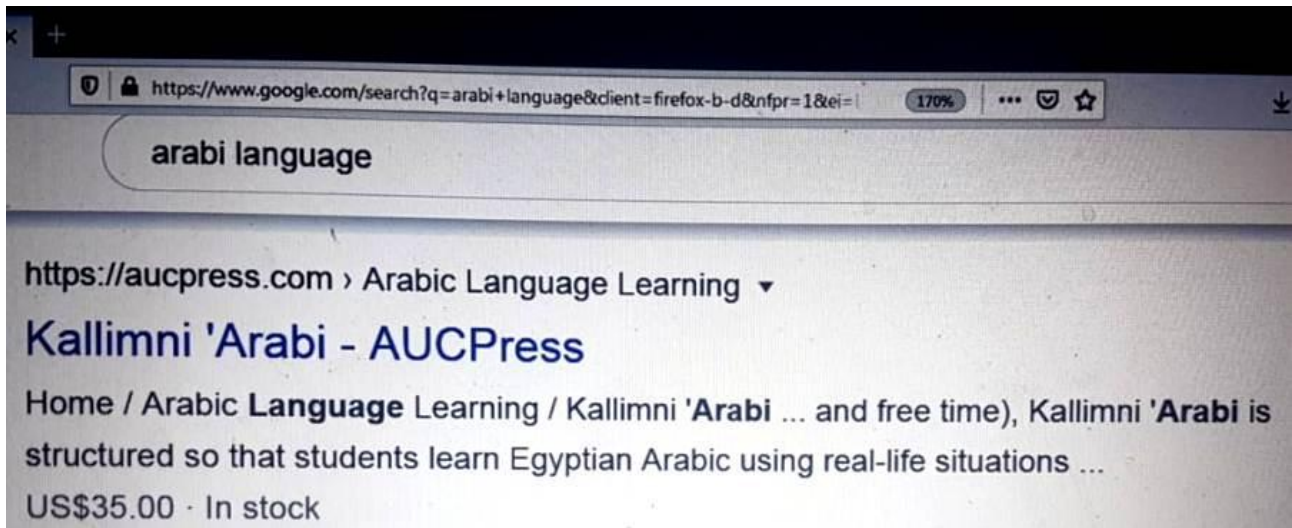 https://www.google.com/search?q=arabi+language&client=firefox-b-d&nfpr=1&ei=
170%
arabi language
https://aucpress.com › Arabic Language Learning
Kallimni 'Arabi - AUCPress
Home / Arabic Language Learning / Kallimni 'Arabi ... and free time), Kallimni 'Arabi is
structured so that students learn Egyptian Arabic using real-life situations ...
US$35.00 · In stock